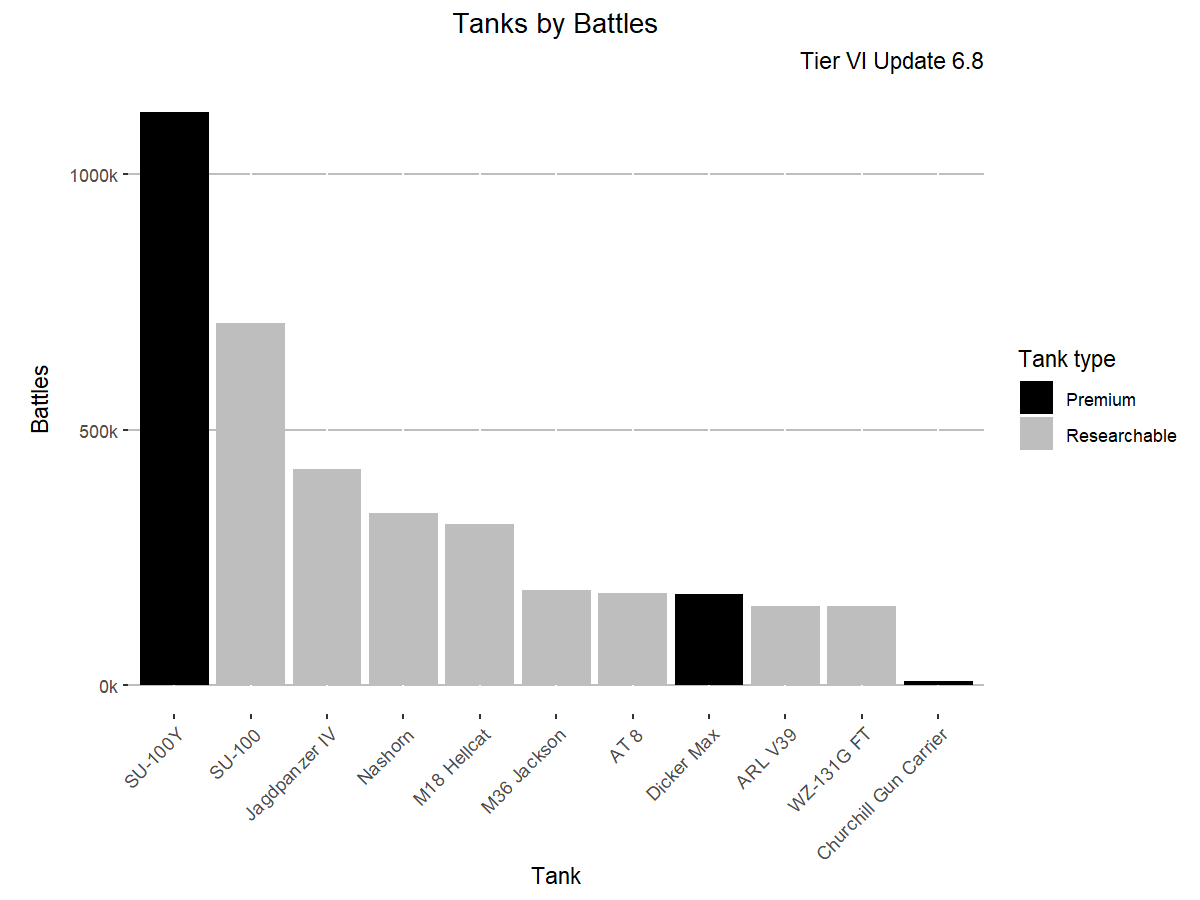 Tanks by Battles
Tier VI Update 6.8
1000k
500k
0k
Battles
SU-100Y
SU-100
Jagdpanzer IV
Nashorn
M18 Hellcat
M36 Jackson
AT 8
Dicker Max
ARL V39
WZ-131G FT
Churchill Gun Carrier
Tank
Tank type
Premium
Researchable